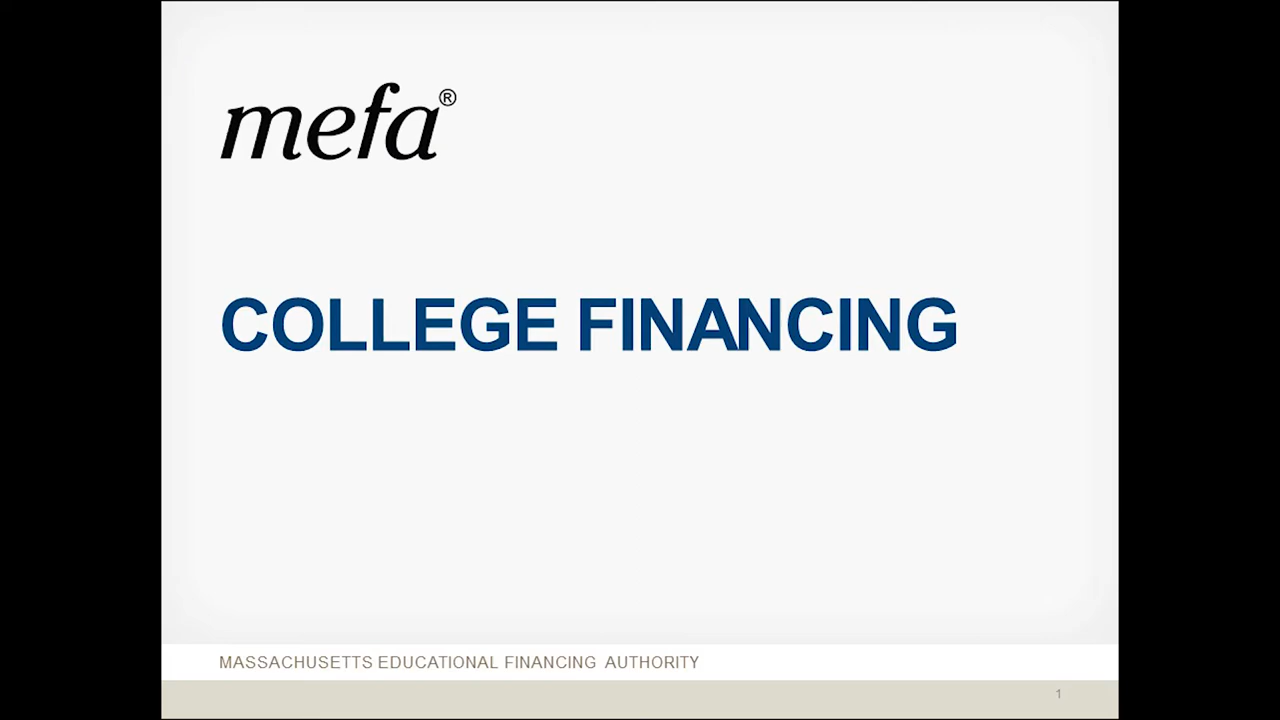 mefa®
COLLEGE FINANCING
MASSACHUSETTS EDUCATIONAL FINANCING AUTHORITY
1